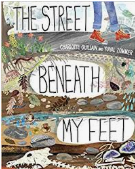 THE STREET
CHARLOTTE GUILLAIN AND YUVAL ZOMMER
BENEATH
MY FEET